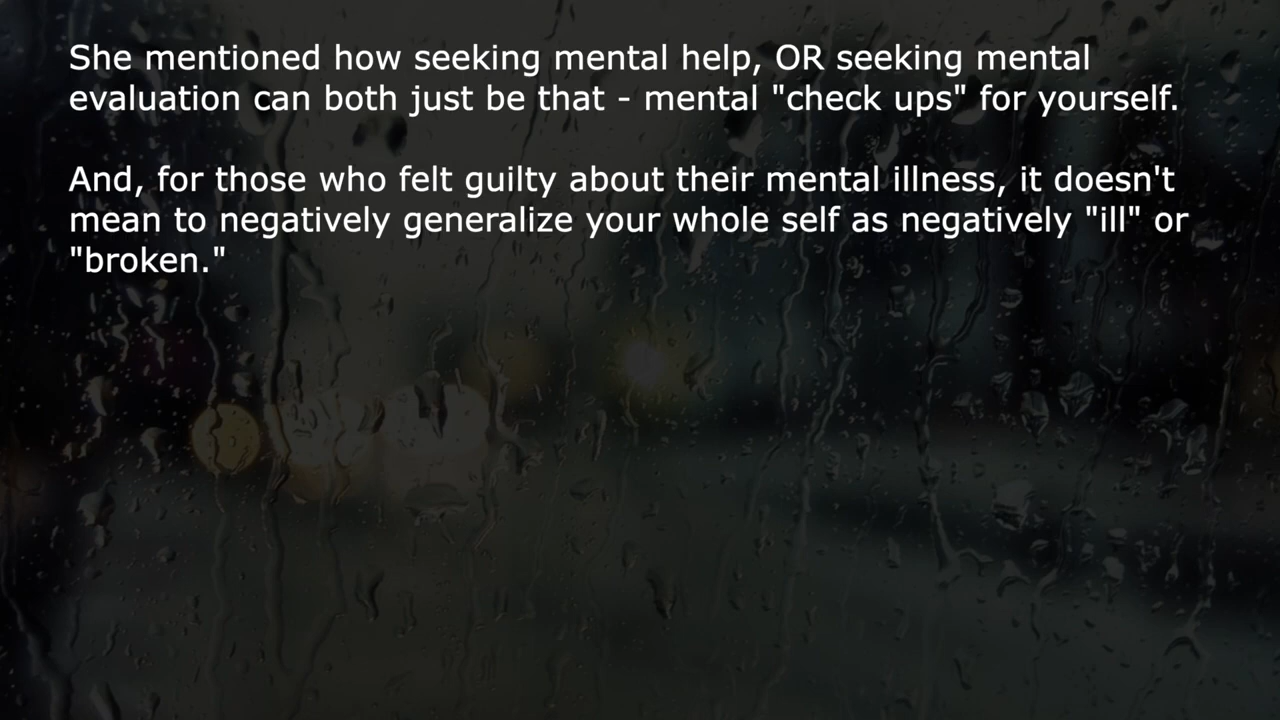 She mentioned how seeking mental help, OR seeking mental
evaluation can both just be that - mental "check ups" for yourself.
And, for those who felt guilty about their mental illness, it doesn't
mean to negatively generalize your whole self as negatively "ill" or
"broken."